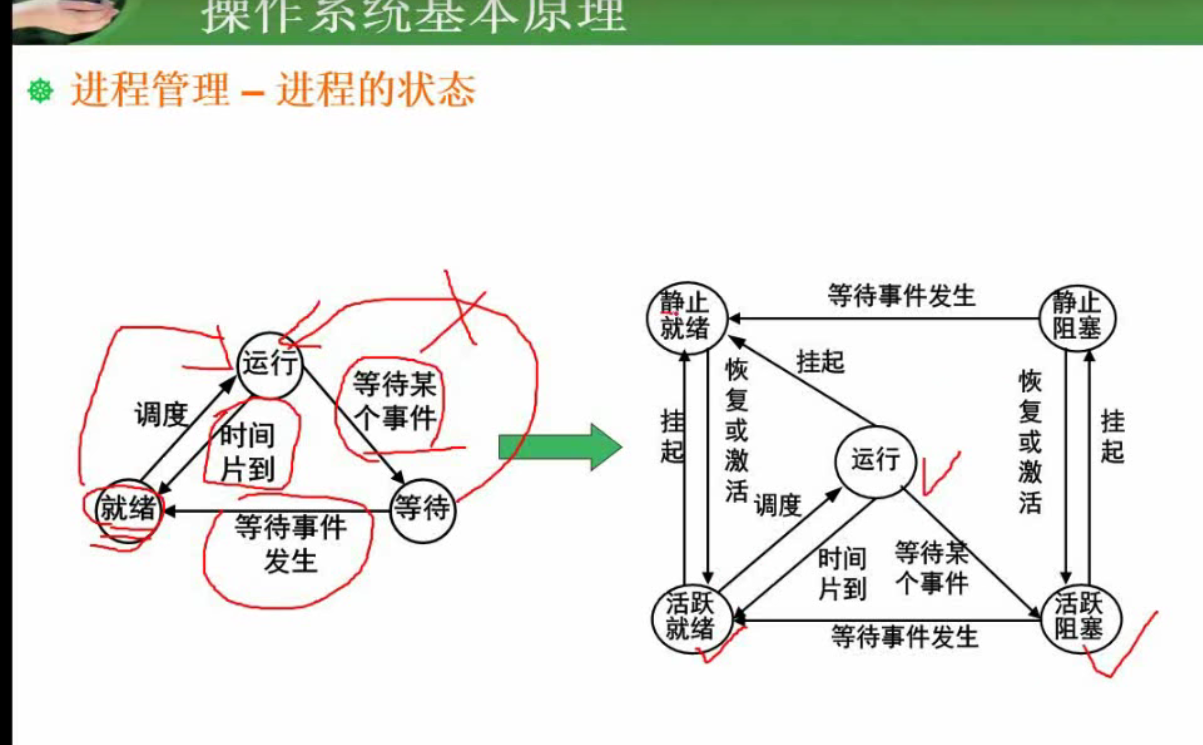 操作系统基本原理
进程管理 – 进程的状态
运行
调度
时间
片到
等待某
个事件
就绪
等待
等待事件
发生
静止
就绪
等待事件发生
静止
阻塞
挂起
挂起
恢复或激活
恢复或激活
挂起
运行
调度
时间
片到
等待某
个事件
活跃
就绪
等待事件发生
活跃
阻塞